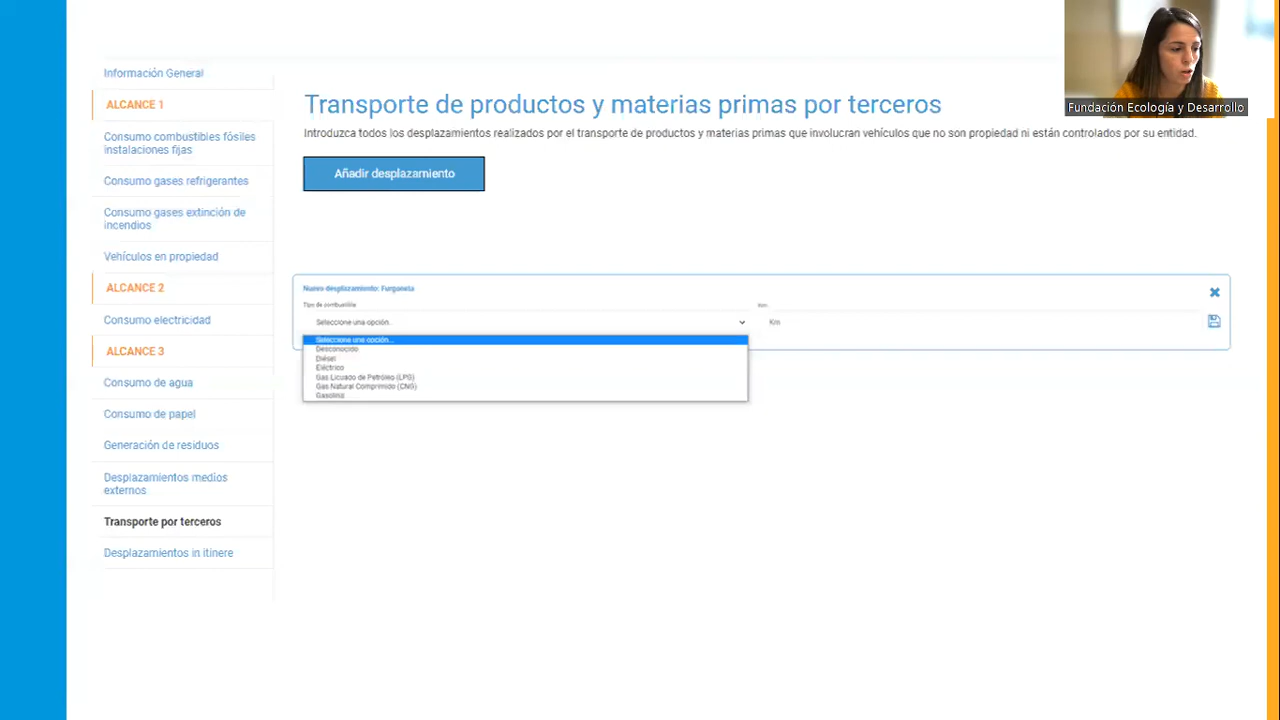 Información General
ALCANCE 1
Consumo combustibles fósiles
instalaciones fijas
Consumo gases refrigerantes
Consumo gases extinción de
incendios
Vehículos en propiedad
ALCANCE 2
Consumo electricidad
ALCANCE 3
Consumo de agua
Consumo de papel
Generación de residuos
Desplazamientos medios
externos
Transporte por terceros
Desplazamientos in itinere
Transporte de productos y materias primas por terceros
Introduzca todos los desplazamientos realizados por el transporte de productos y materias primas que involucran vehículos que no son propiedad ni están controlados por su entidad.
Añadir desplazamiento
Nuevo desplazamiento: Furgoneta
Tipo de combustible
Km
Seleccione una opción.
Km
Seleccione una opción...
Desconocido
Diésel
Eléctrico
Gas Licuado de Petróleo (LPG)
Gas Natural Comprimido (CNG)
Gasolina
Fundación Ecología y Desarrollo